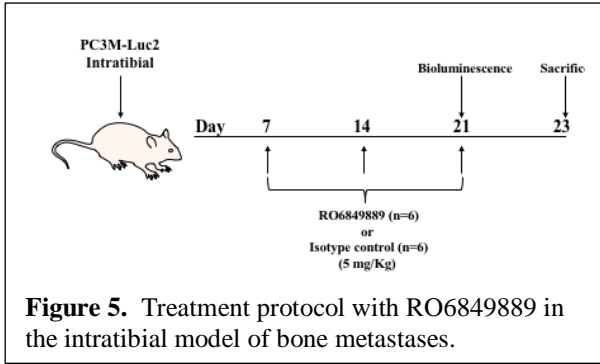 PC3M-Luc2
Intratibial
Bioluminescence Sacrific
Day 7 14 21 23
RO6849889 (n=6)
or
Isotype control (n=6)
(5 mg/Kg)
Figure 5. Treatment protocol with RO6849889 in
the intratibial model of bone metastases.